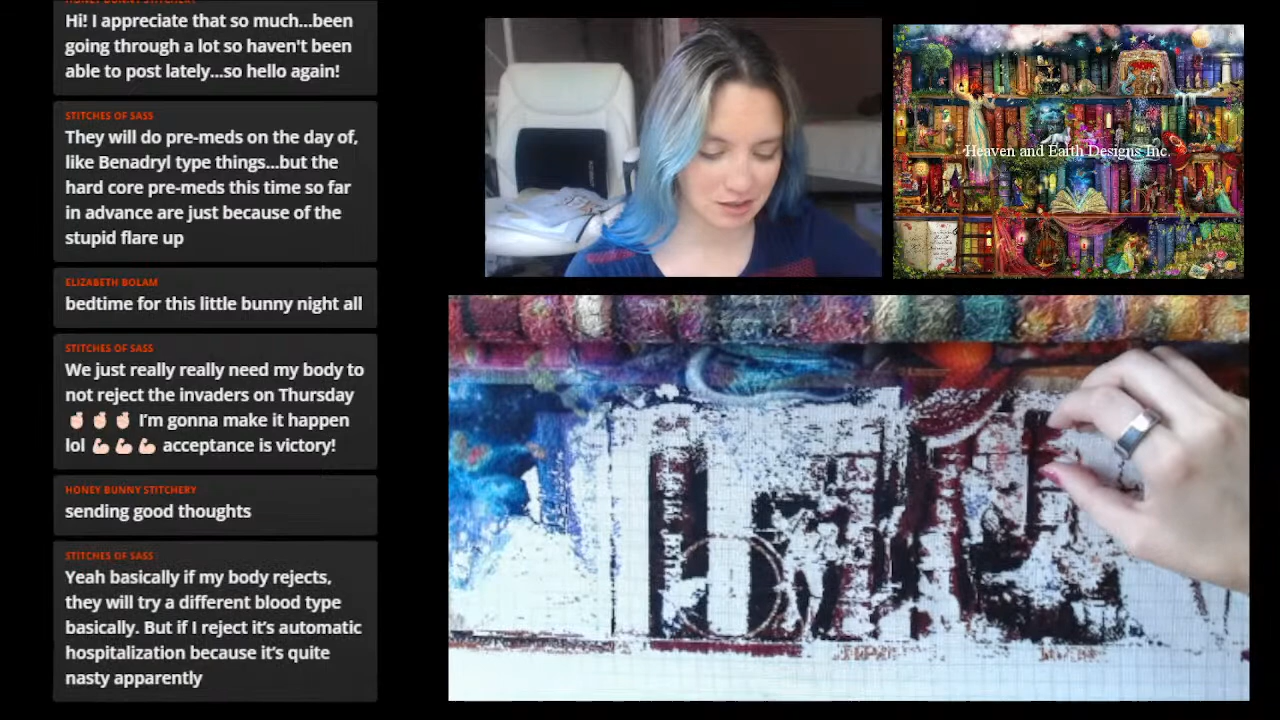 HONEY BUNNY STITCHERY
Hi! I appreciate that so much...been
going through a lot so haven't been
able to post lately...so hello again!
STITCHES OF SASS
They will do pre-meds on the day of,
like Benadryl type things...but the
hard core pre-meds this time so far
in advance are just because of the
stupid flare up
ELIZABETH BOLAM
bedtime for this little bunny night all
STITCHES OF SASS
We just really really need my body to
not reject the invaders on Thursday
🤞🏻🤞🏻🤞🏻 I’m gonna make it happen
lol 💪🏻💪🏻💪🏻 acceptance is victory!
HONEY BUNNY STITCHERY
sending good thoughts
STITCHES OF SASS
Yeah basically if my body rejects,
they will try a different blood type
basically. But if I reject it’s automatic
hospitalization because it’s quite
nasty apparently
Heaven and Earth Designs Inc.